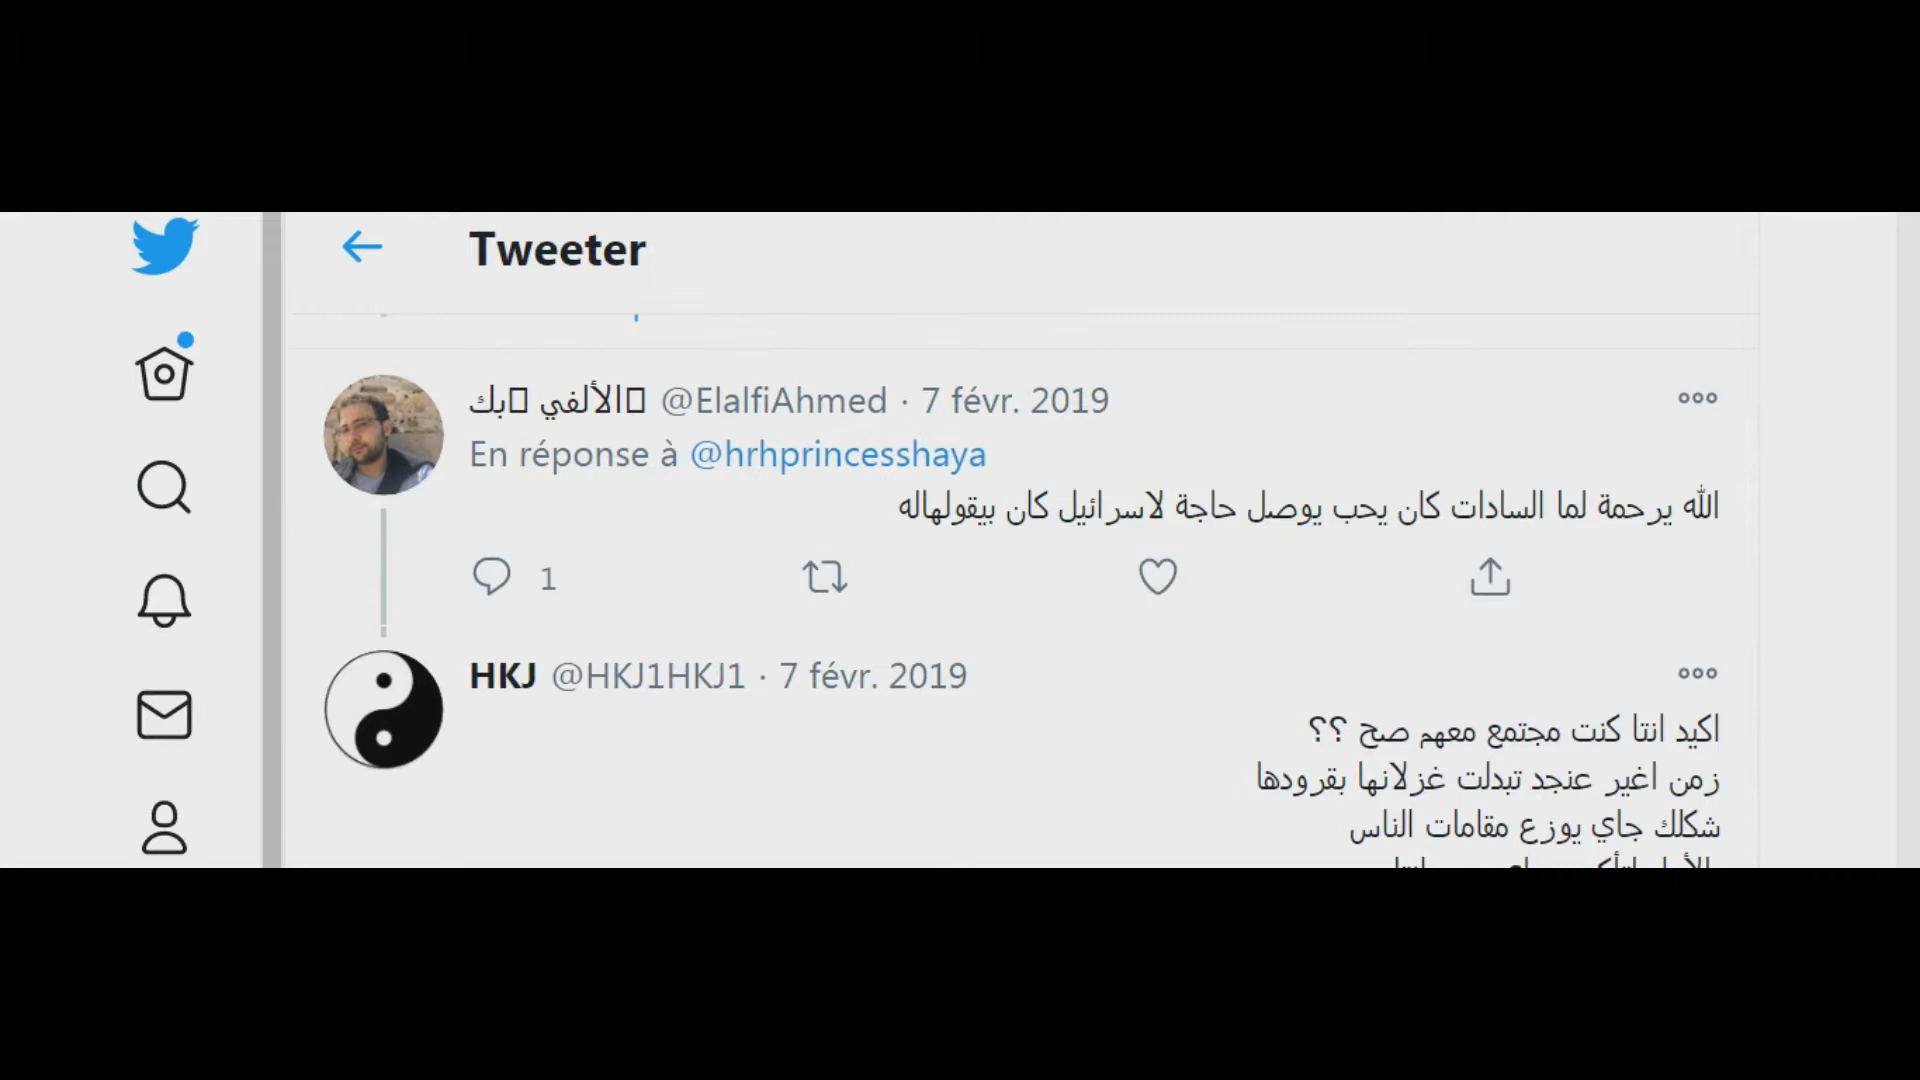 Tweeter
الألفي بك @ElalfiAhmed · 7 févr. 2019
En réponse à @hrhprincesshaya
الله يرحمة لما السادات كان يحب يوصل حاجة لاسرائيل كان بيقولهاله
1
HKJ @HKJ1HKJ1 · 7 févr. 2019
اكيد انتا كنت مجتمع معهم صح ؟؟
زمن اغير عنجد تبدلت غزلانها بقرودها
شكلك جاي يوزع مقامات الناس